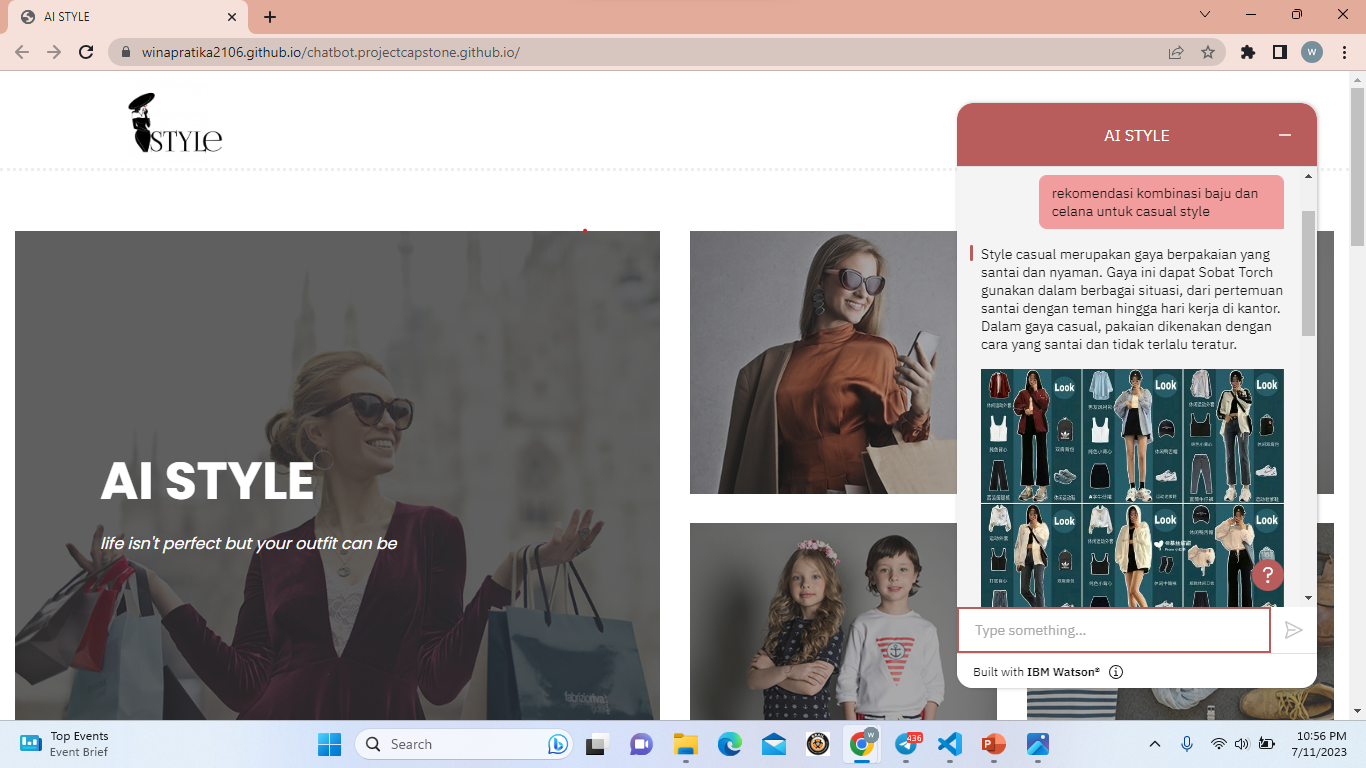 AI STYLE
winapratika2106.github.io/chatbot.projectcapstone.github.io/
W
STYLE
AI STYLE
life isn't perfect but your outfit can be
AI STYLE
rekomendasi kombinasi baju dan
celana untuk casual style
Style casual merupakan gaya berpakaian yang
santai dan nyaman. Gaya ini dapat Sobat Torch
gunakan dalam berbagai situasi, dari pertemuan
santai dengan teman hingga hari kerja di kantor.
Dalam gaya casual, pakaian dikenakan dengan
cara yang santai dan tidak terlalu teratur.
Look
Look
Look
Look
Look
Look
?
Type something...
Built with IBM Watson®
Top Events
Event Brief
Search
W
436
10:56 PM
7/11/2023